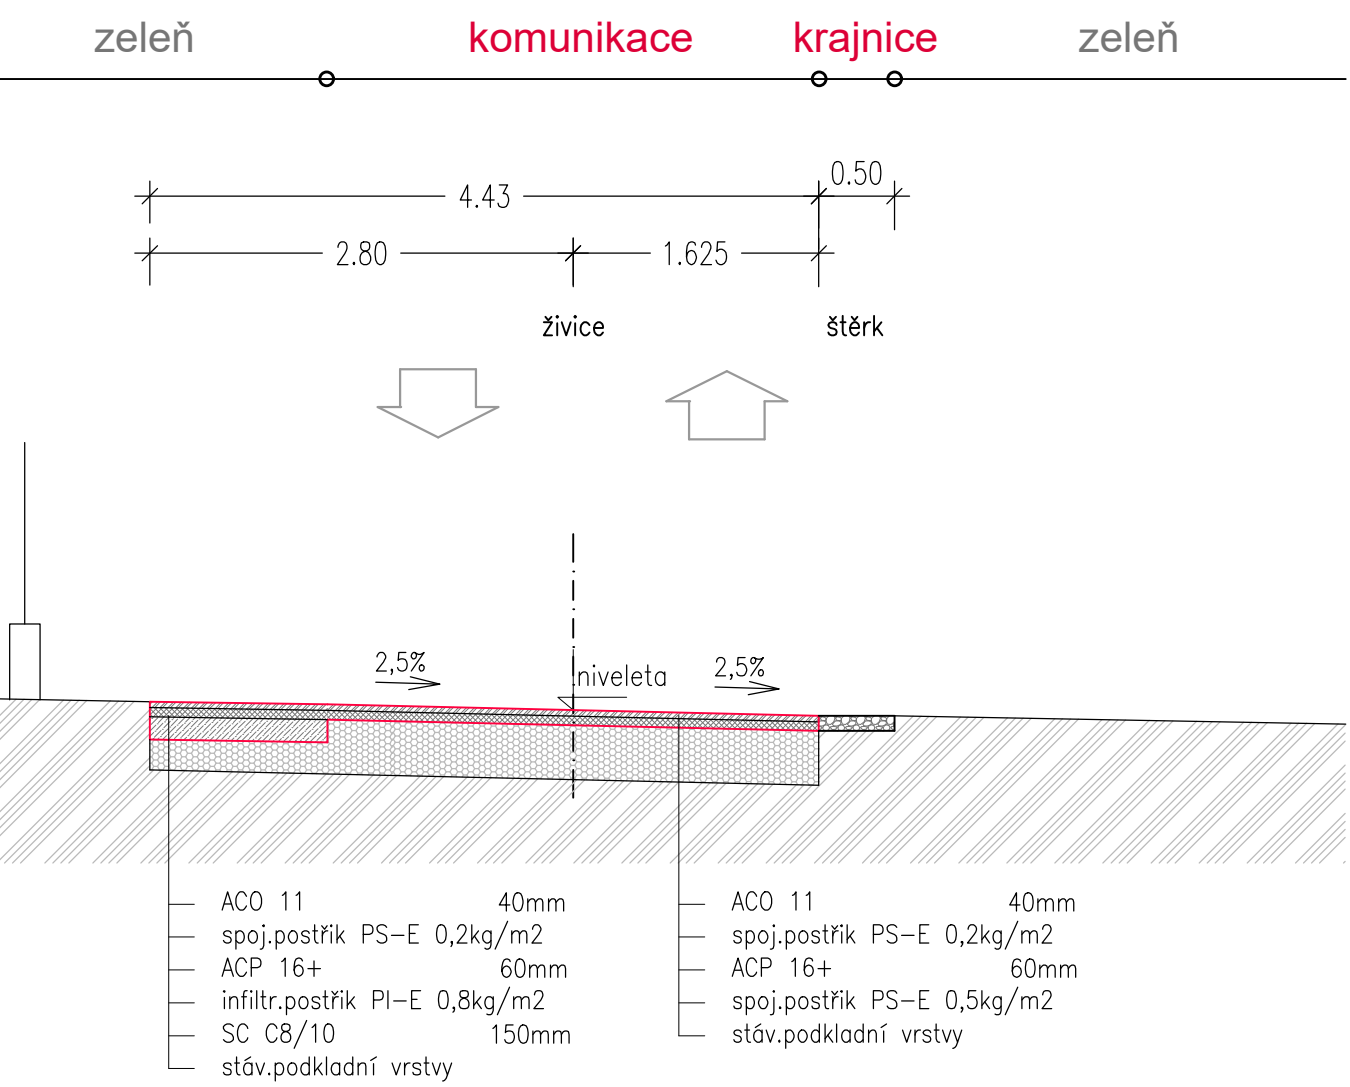 zeleň komunikace krajnice zeleň
0.50
4.43
2.80 1.625
živice štěrk
2,5% 2,5%
niveleta
ACO 11 40mm
spoj.postřik PS-E 0,2kg/m2
ACP 16+ 60mm
infiltr.postřik PI-E 0,8kg/m2
SC C8/10 150mm
stáv.podkladní vrstvy
ACO 11 40mm
spoj.postřik PS-E 0,2kg/m2
ACP 16+ 60mm
spoj.postřik PS-E 0,5kg/m2
stáv.podkladní vrstvy